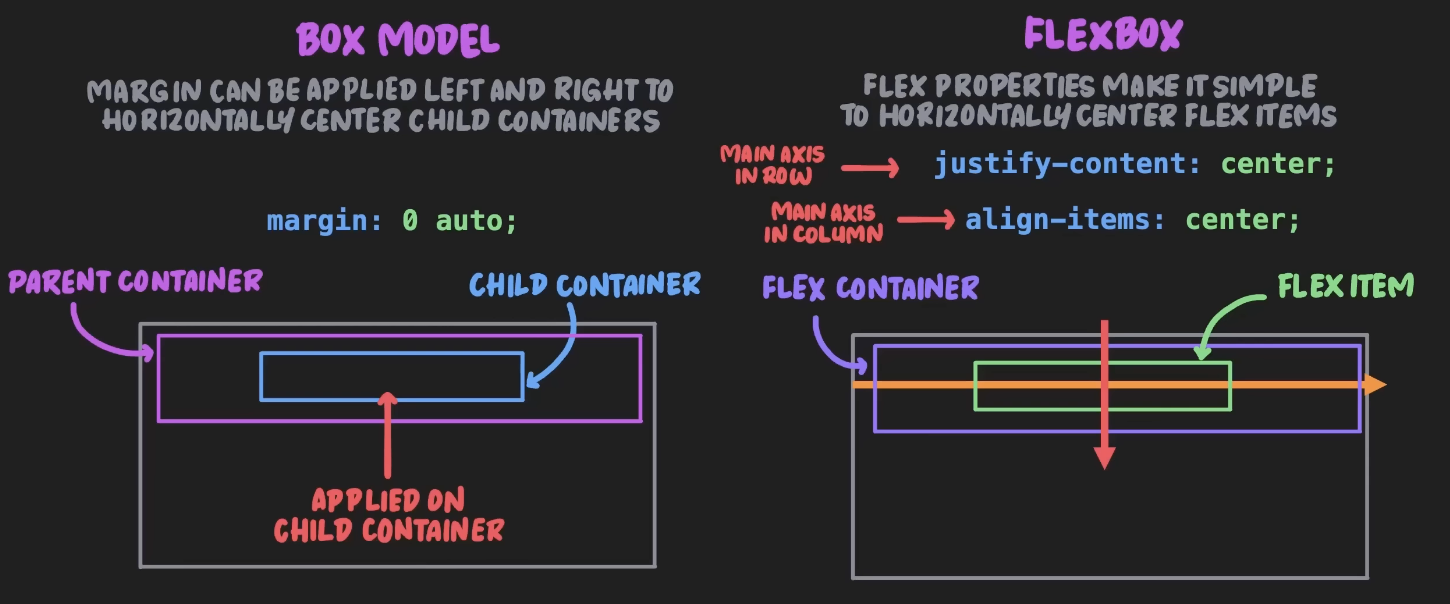 BOX MODEL
MARGIN CAN BE APPLIED LEFT AND RIGHT TO
HORIZONTALLY CENTER CHILD CONTAINERS
margin: 0 auto;
PARENT CONTAINER
CHILD CONTAINER
APPLIED ON
CHILD CONTAINER
FLEXBOX
FLEX PROPERTIES MAKE IT SIMPLE
TO HORIZONTALLY CENTER FLEX ITEMS
MAIN AXIS
IN ROW
justify-content: center;
MAIN AXIS
IN COLUMN
align-items: center;
FLEX CONTAINER
FLEX ITEM